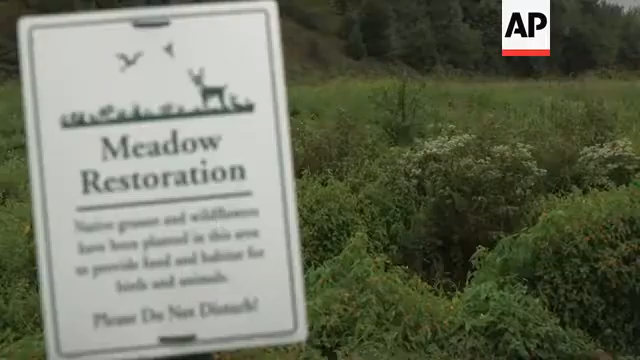 AP
Meadow
Restoration
Native grasses and wildflowers
have been planted in this area
to provide food and habitat for
birds and animals.
Please Do Not Disturb!